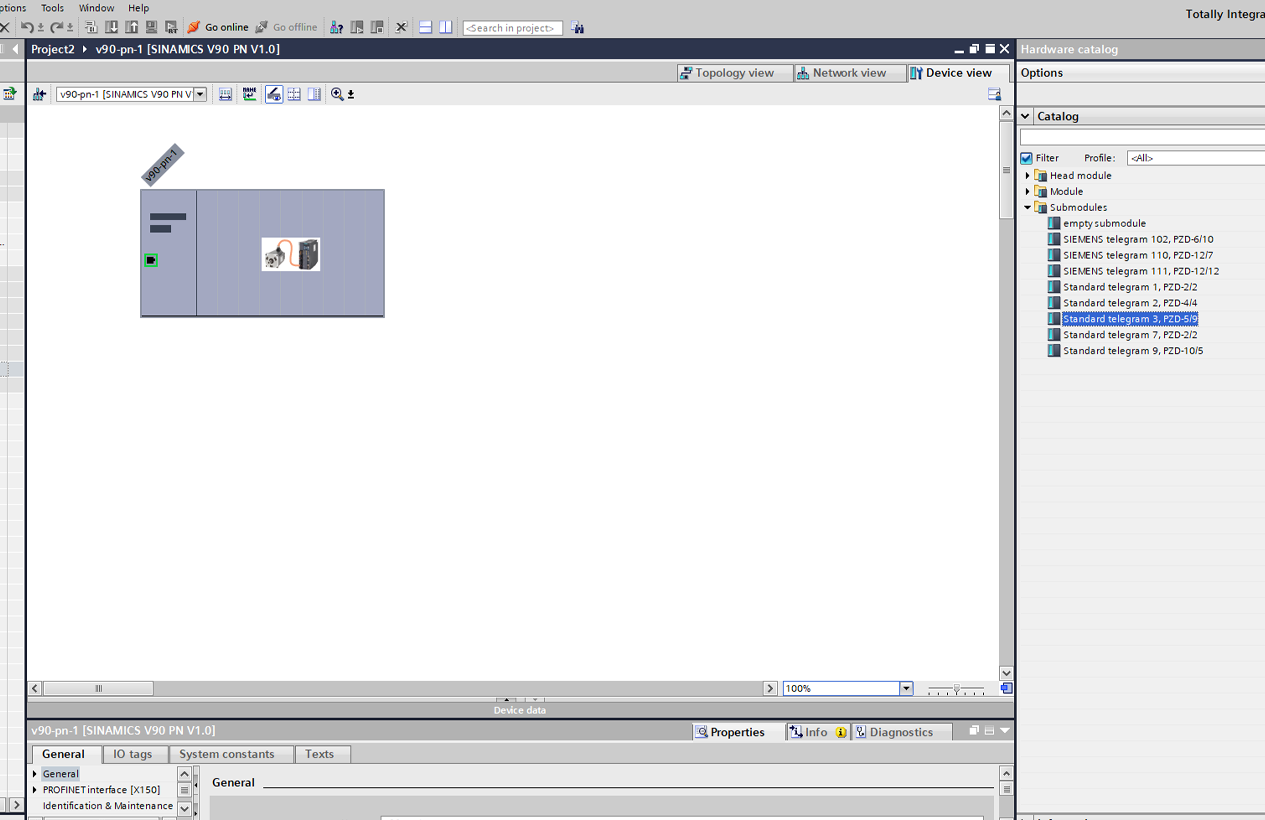 ptions Tools Window Help
Totally Integra
Go online Go offline <Search in project>
Project2 v90-pn-1 [SINAMICS V90 PN V1.0]
Hardware catalog
Topology view Network view Device view
Options
v90-pn-1 [SINAMICS V90 PN V1
Catalog
Filter Profile: <All>
v90-pn-1
Head module
Module
Submodules
empty submodule
SIEMENS telegram 102, PZD-6/10
SIEMENS telegram 110, PZD-12/7
SIEMENS telegram 111, PZD-12/12
Standard telegram 1, PZD-2/2
Standard telegram 2, PZD-4/4
Standard telegram 3, PZD-5/9
Standard telegram 7, PZD-2/2
Standard telegram 9, PZD-10/5
100%
Device data
v90-pn-1 [SINAMICS V90 PN V1.0]
Properties Info Diagnostics
General IO tags System constants Texts
General
PROFINET interface [X150]
Identification & Maintenance
General